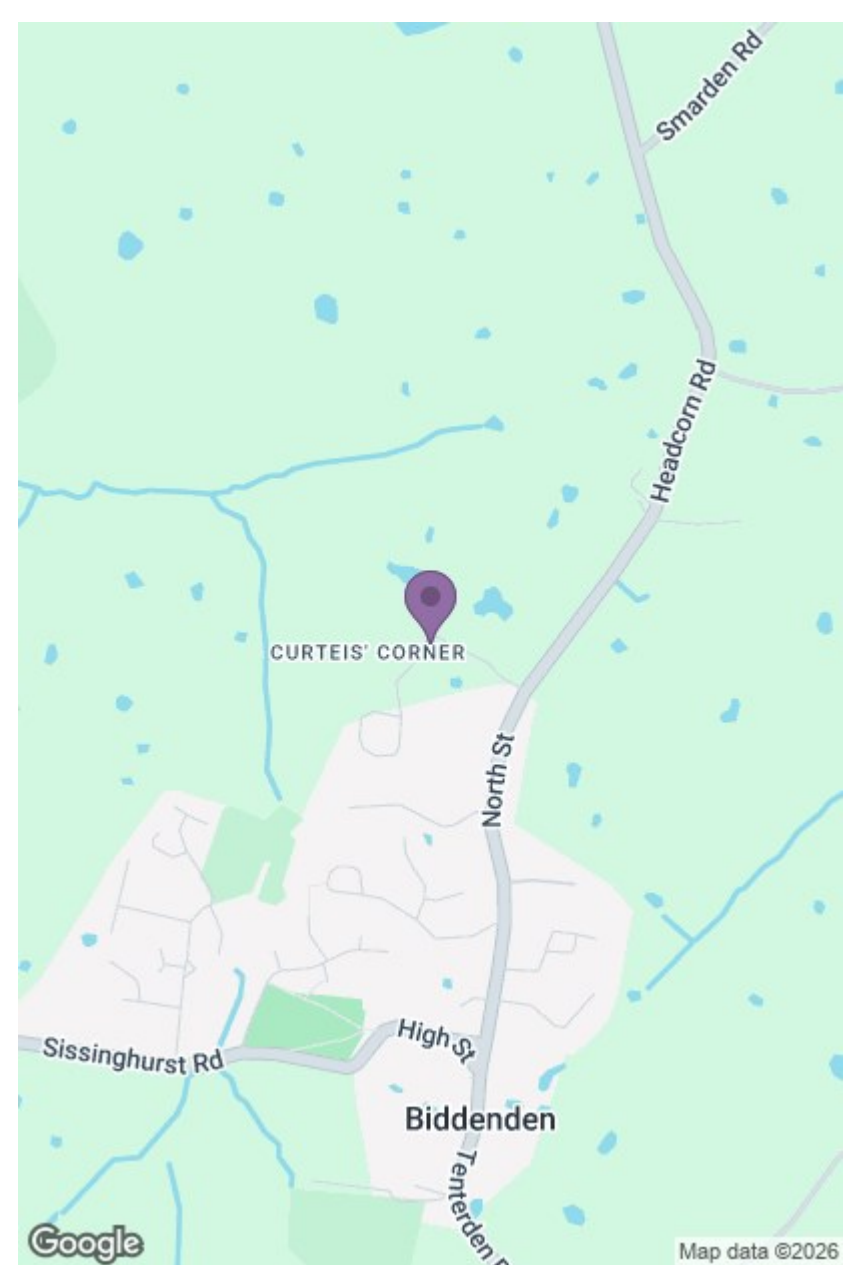 Smarden Rd
Headcorn Rd
CURTEIS' CORNER
North St
High St
Sissinghurst Rd
Biddenden
Tenterden
Google
Map data ©2026